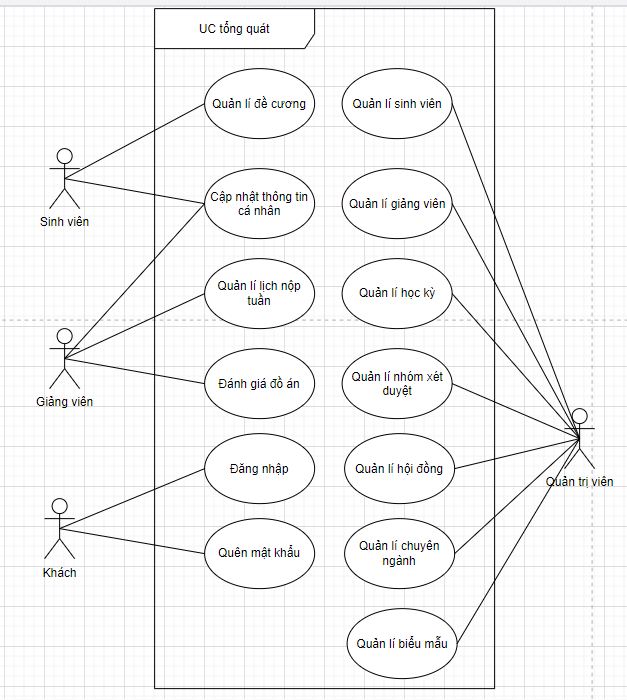 UC tổng quát
Quản lí đề cương
Quản lí sinh viên
Sinh viên
Cập nhật thông tin
cá nhân
Quản lí giảng viên
Quản lí lịch nộp
tuần
Quản lí học kỳ
Giảng viên
Đánh giá đồ án
Quản lí nhóm xét
duyệt
Đăng nhập
Quản lí hội đồng
Quản trị viên
Khách
Quên mật khẩu
Quản lí chuyên
ngành
Quản lí biểu mẫu